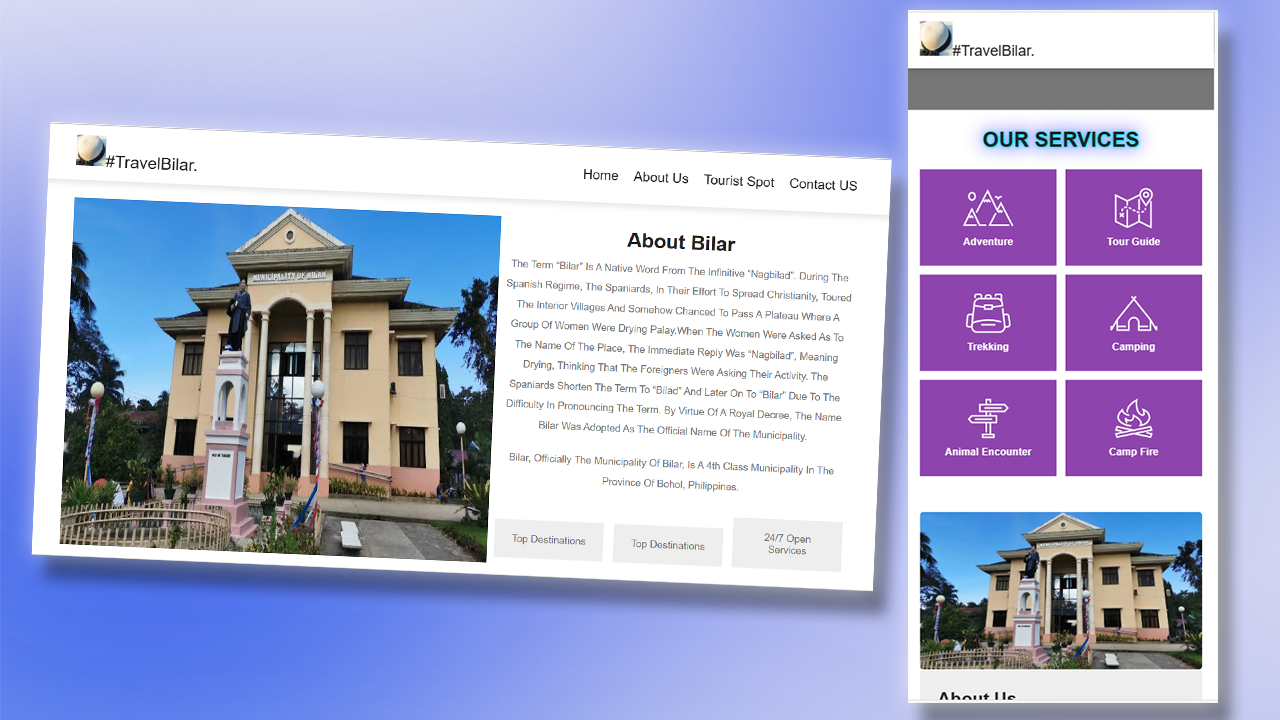 #TravelBilar.
Home
About Us
Tourist Spot
Contact US
MUNICIPALITY OF BILAR
About Bilar
The Term “Bilar” Is A Native Word From The Infinitive “Nagbilad”. During The
Spanish Regime, The Spaniards, In Their Effort To Spread Christianity, Toured
The Interior Villages And Somehow Chanced To Pass A Plateau Where A
Group Of Women Were Drying Palay.When The Women Were Asked As To
The Name Of The Place, The Immediate Reply Was “Nagbilad”, Meaning
Drying, Thinking That The Foreigners Were Asking Their Activity. The
Spaniards Shorten The Term To “Bilad” And Later On To “Bilar” Due To The
Difficulty In Pronouncing The Term. By Virtue Of A Royal Decree, The Name
Bilar Was Adopted As The Official Name Of The Municipality.
Bilar, Officially The Municipality Of Bilar, Is A 4th Class Municipality In The
Province Of Bohol, Philippines.
Top Destinations
Top Destinations
24/7 Open
Services
#TravelBilar.
OUR SERVICES
Adventure
Tour Guide
Trekking
Camping
Animal Encounter
Camp Fire
About Us